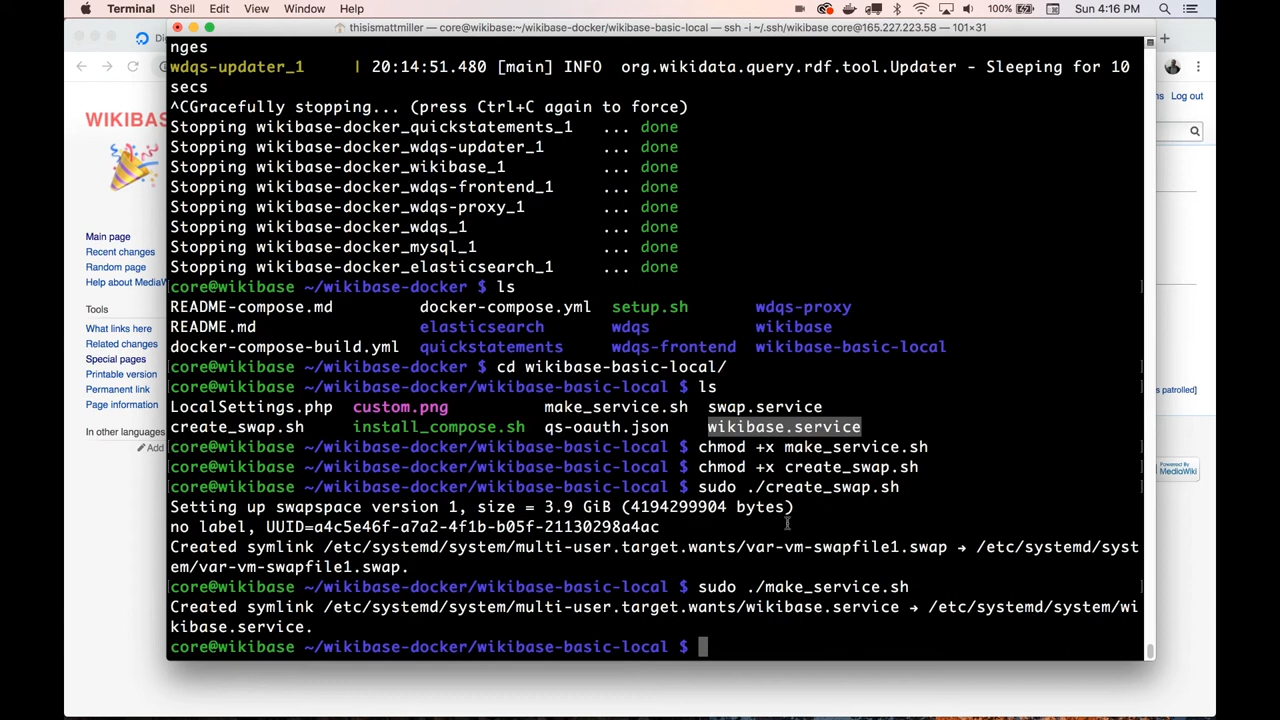 Terminal Shell Edit View Window Help 100% Sun 4:16 PM
thisismattmiller — core@wikibase:~/wikibase-docker/wikibase-basic-local — ssh -i ~/.ssh/wikibase core@165.227.223.58 — 101×31
nges
wdqs-updater_1 | 20:14:51.480 [main] INFO org.wikidata.query.rdf.tool.Updater - Sleeping for 10
secs
^CGracefully stopping... (press Ctrl+C again to force)
Stopping wikibase-docker_quickstatements_1 ... done
Stopping wikibase-docker_wdqs-updater_1 ... done
Stopping wikibase-docker_wikibase_1 ... done
Stopping wikibase-docker_wdqs-frontend_1 ... done
Stopping wikibase-docker_wdqs-proxy_1 ... done
Stopping wikibase-docker_wdqs_1 ... done
Stopping wikibase-docker_mysql_1 ... done
Stopping wikibase-docker_elasticsearch_1 ... done
core@wikibase ~/wikibase-docker $ ls
README-compose.md docker-compose.yml setup.sh wdqs-proxy
README.md elasticsearch wdqs wikibase
docker-compose-build.yml quickstatements wdqs-frontend wikibase-basic-local
core@wikibase ~/wikibase-docker $ cd wikibase-basic-local/
core@wikibase ~/wikibase-docker/wikibase-basic-local $ ls
LocalSettings.php custom.png make_service.sh swap.service
create_swap.sh install_compose.sh qs-oauth.json wikibase.service
core@wikibase ~/wikibase-docker/wikibase-basic-local $ chmod +x make_service.sh
core@wikibase ~/wikibase-docker/wikibase-basic-local $ chmod +x create_swap.sh
core@wikibase ~/wikibase-docker/wikibase-basic-local $ sudo ./create_swap.sh
Setting up swapspace version 1, size = 3.9 GiB (4194299904 bytes)
no label, UUID=a4c5e46f-a7a2-4f1b-b05f-21130298a4ac
Created symlink /etc/systemd/system/multi-user.target.wants/var-vm-swapfile1.swap → /etc/systemd/syst
em/var-vm-swapfile1.swap.
core@wikibase ~/wikibase-docker/wikibase-basic-local $ sudo ./make_service.sh
Created symlink /etc/systemd/system/multi-user.target.wants/wikibase.service → /etc/systemd/system/wi
kibase.service.
core@wikibase ~/wikibase-docker/wikibase-basic-local $
Di
WIKIBAS
Main page
Recent changes
Random page
Help about MediaW
Tools
What links here
Related changes
Special pages
Printable version
Permanent link
Page information
In other languages
Add
ns Log out
s patrolled]
Powered By
MediaWiki